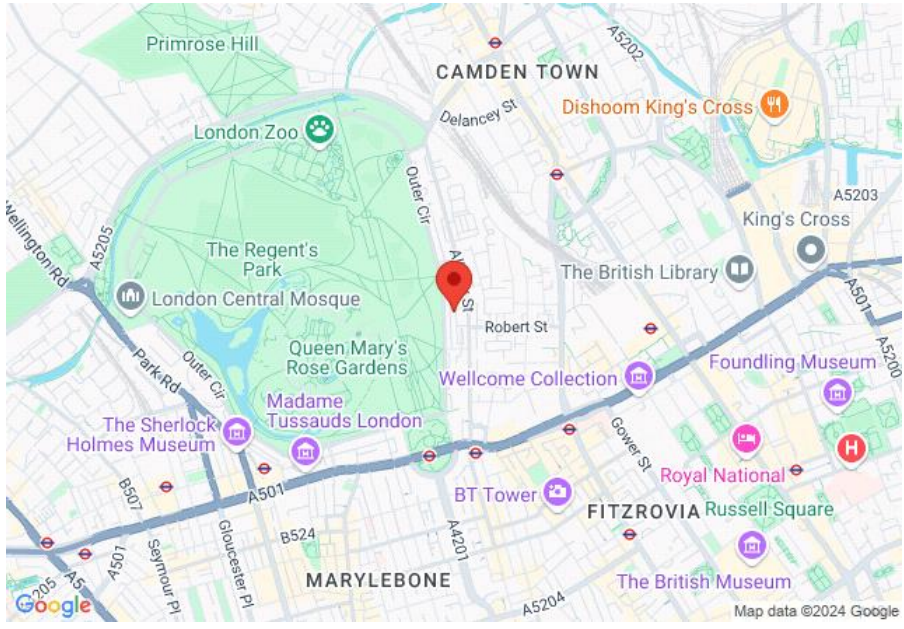 Primrose Hill
A5202
CAMDEN TOWN
Delancey St
Dishoom King's Cross
London Zoo
Outer Cir
A5203
Wellington Rd
A5205
King's Cross
The Regent's
Park
The British Library
London Central Mosque
St
A501
Robert St
Park Rd
Outer Cir
Queen Mary's
Rose Gardens
A5200
Wellcome Collection
Foundling Museum
Madame
Tussauds London
The Sherlock
Holmes Museum
Gower St
H
Royal National
A501
B507
BT Tower
FITZROVIA
Russell Square
B524
A4201
Seymour Pl
Gloucester Pl
A501
MARYLEBONE
The British Museum
5205
A5204
Google
Map data ©2024 Google